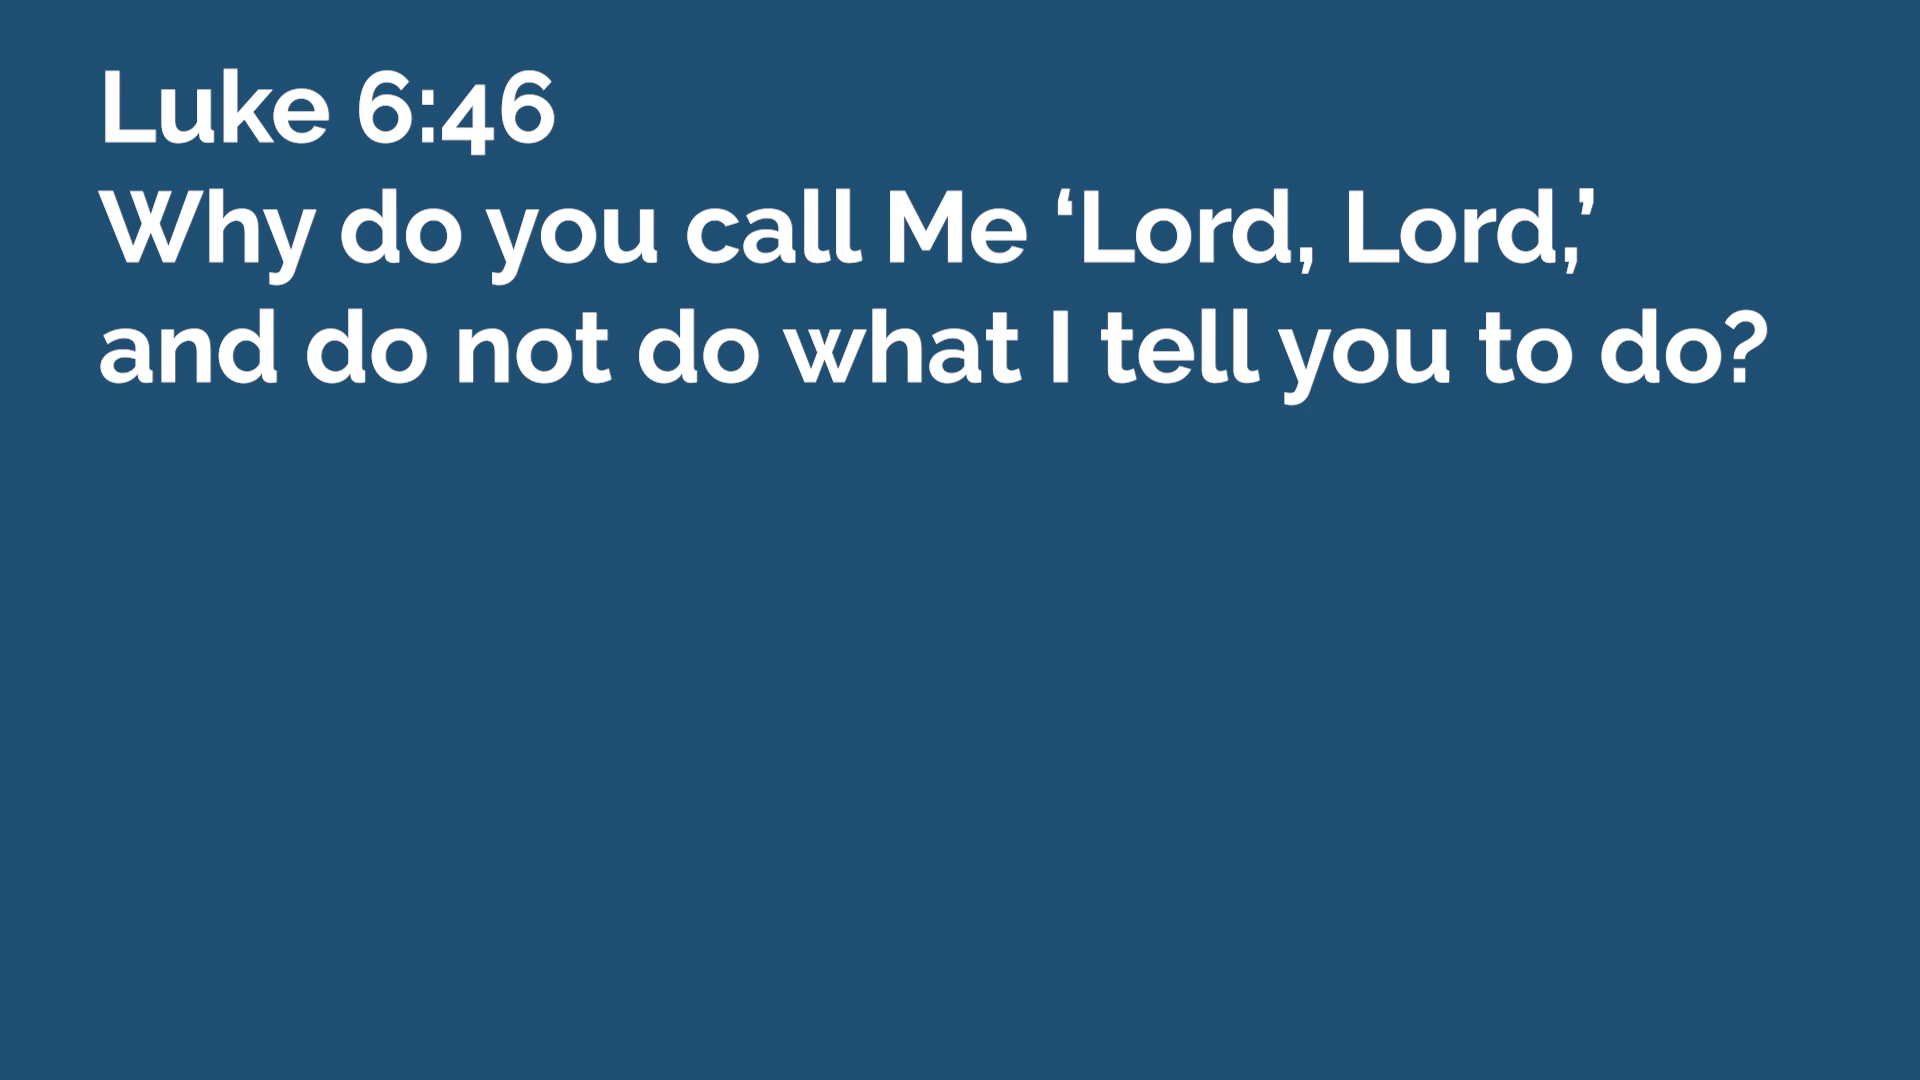 Luke 6:46
Why do you call Me ‘Lord, Lord,’
and do not do what I tell you to do?